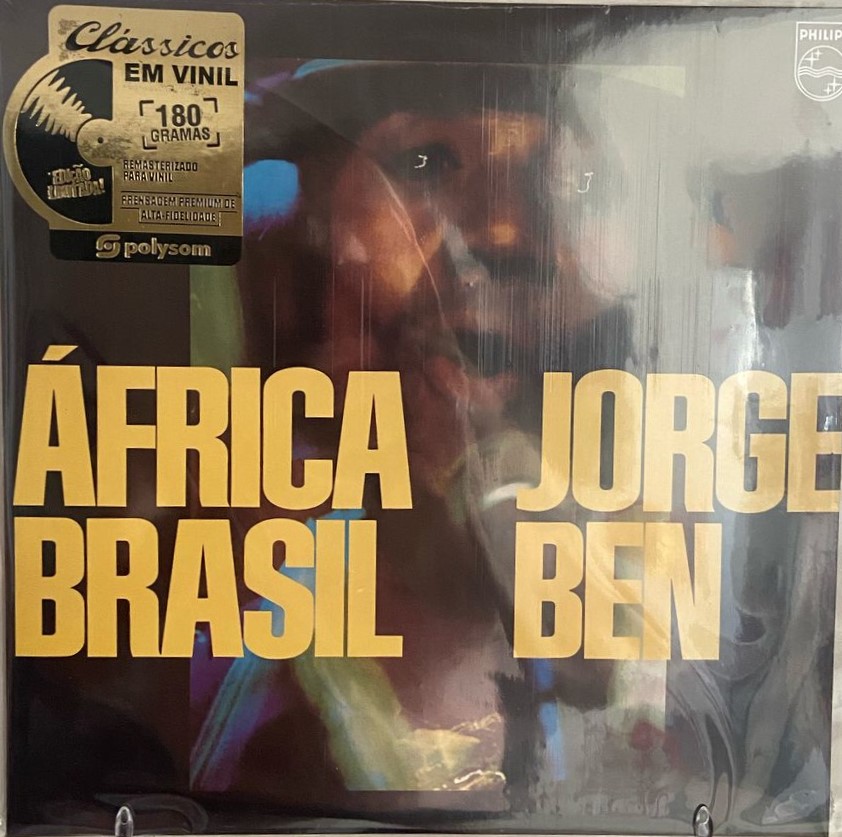 Clássicos
EM VINIL
180
GRAMAS
REMASTERIZADO
PARA VINIL
EDIÇÃO
LIMITADA!
PRENSAGEM PREMIUM DE
ALTA-FIDELIDADE
polysom
PHILIP
ÁFRICA JORGE
BRASIL BEN